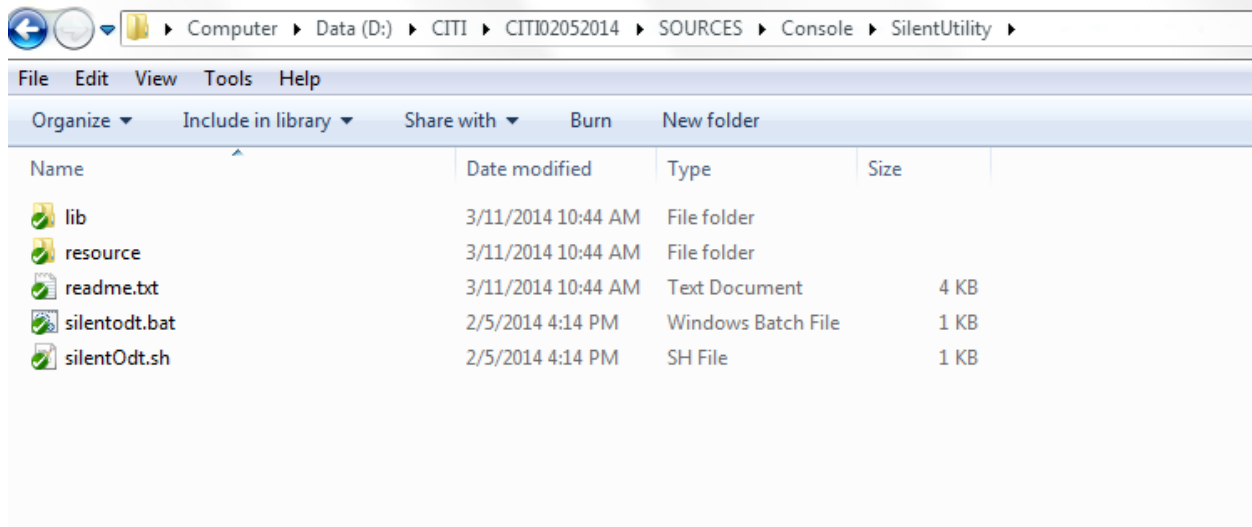 Computer Data (D:) CITI CITI02052014 SOURCES Console SilentUtility
File Edit View Tools Help
Organize Include in library Share with Burn New folder
Name Date modified Type Size
lib 3/11/2014 10:44 AM File folder
resource 3/11/2014 10:44 AM File folder
readme.txt 3/11/2014 10:44 AM Text Document 4 KB
silentodt.bat 2/5/2014 4:14 PM Windows Batch File 1 KB
silentOdt.sh 2/5/2014 4:14 PM SH File 1 KB